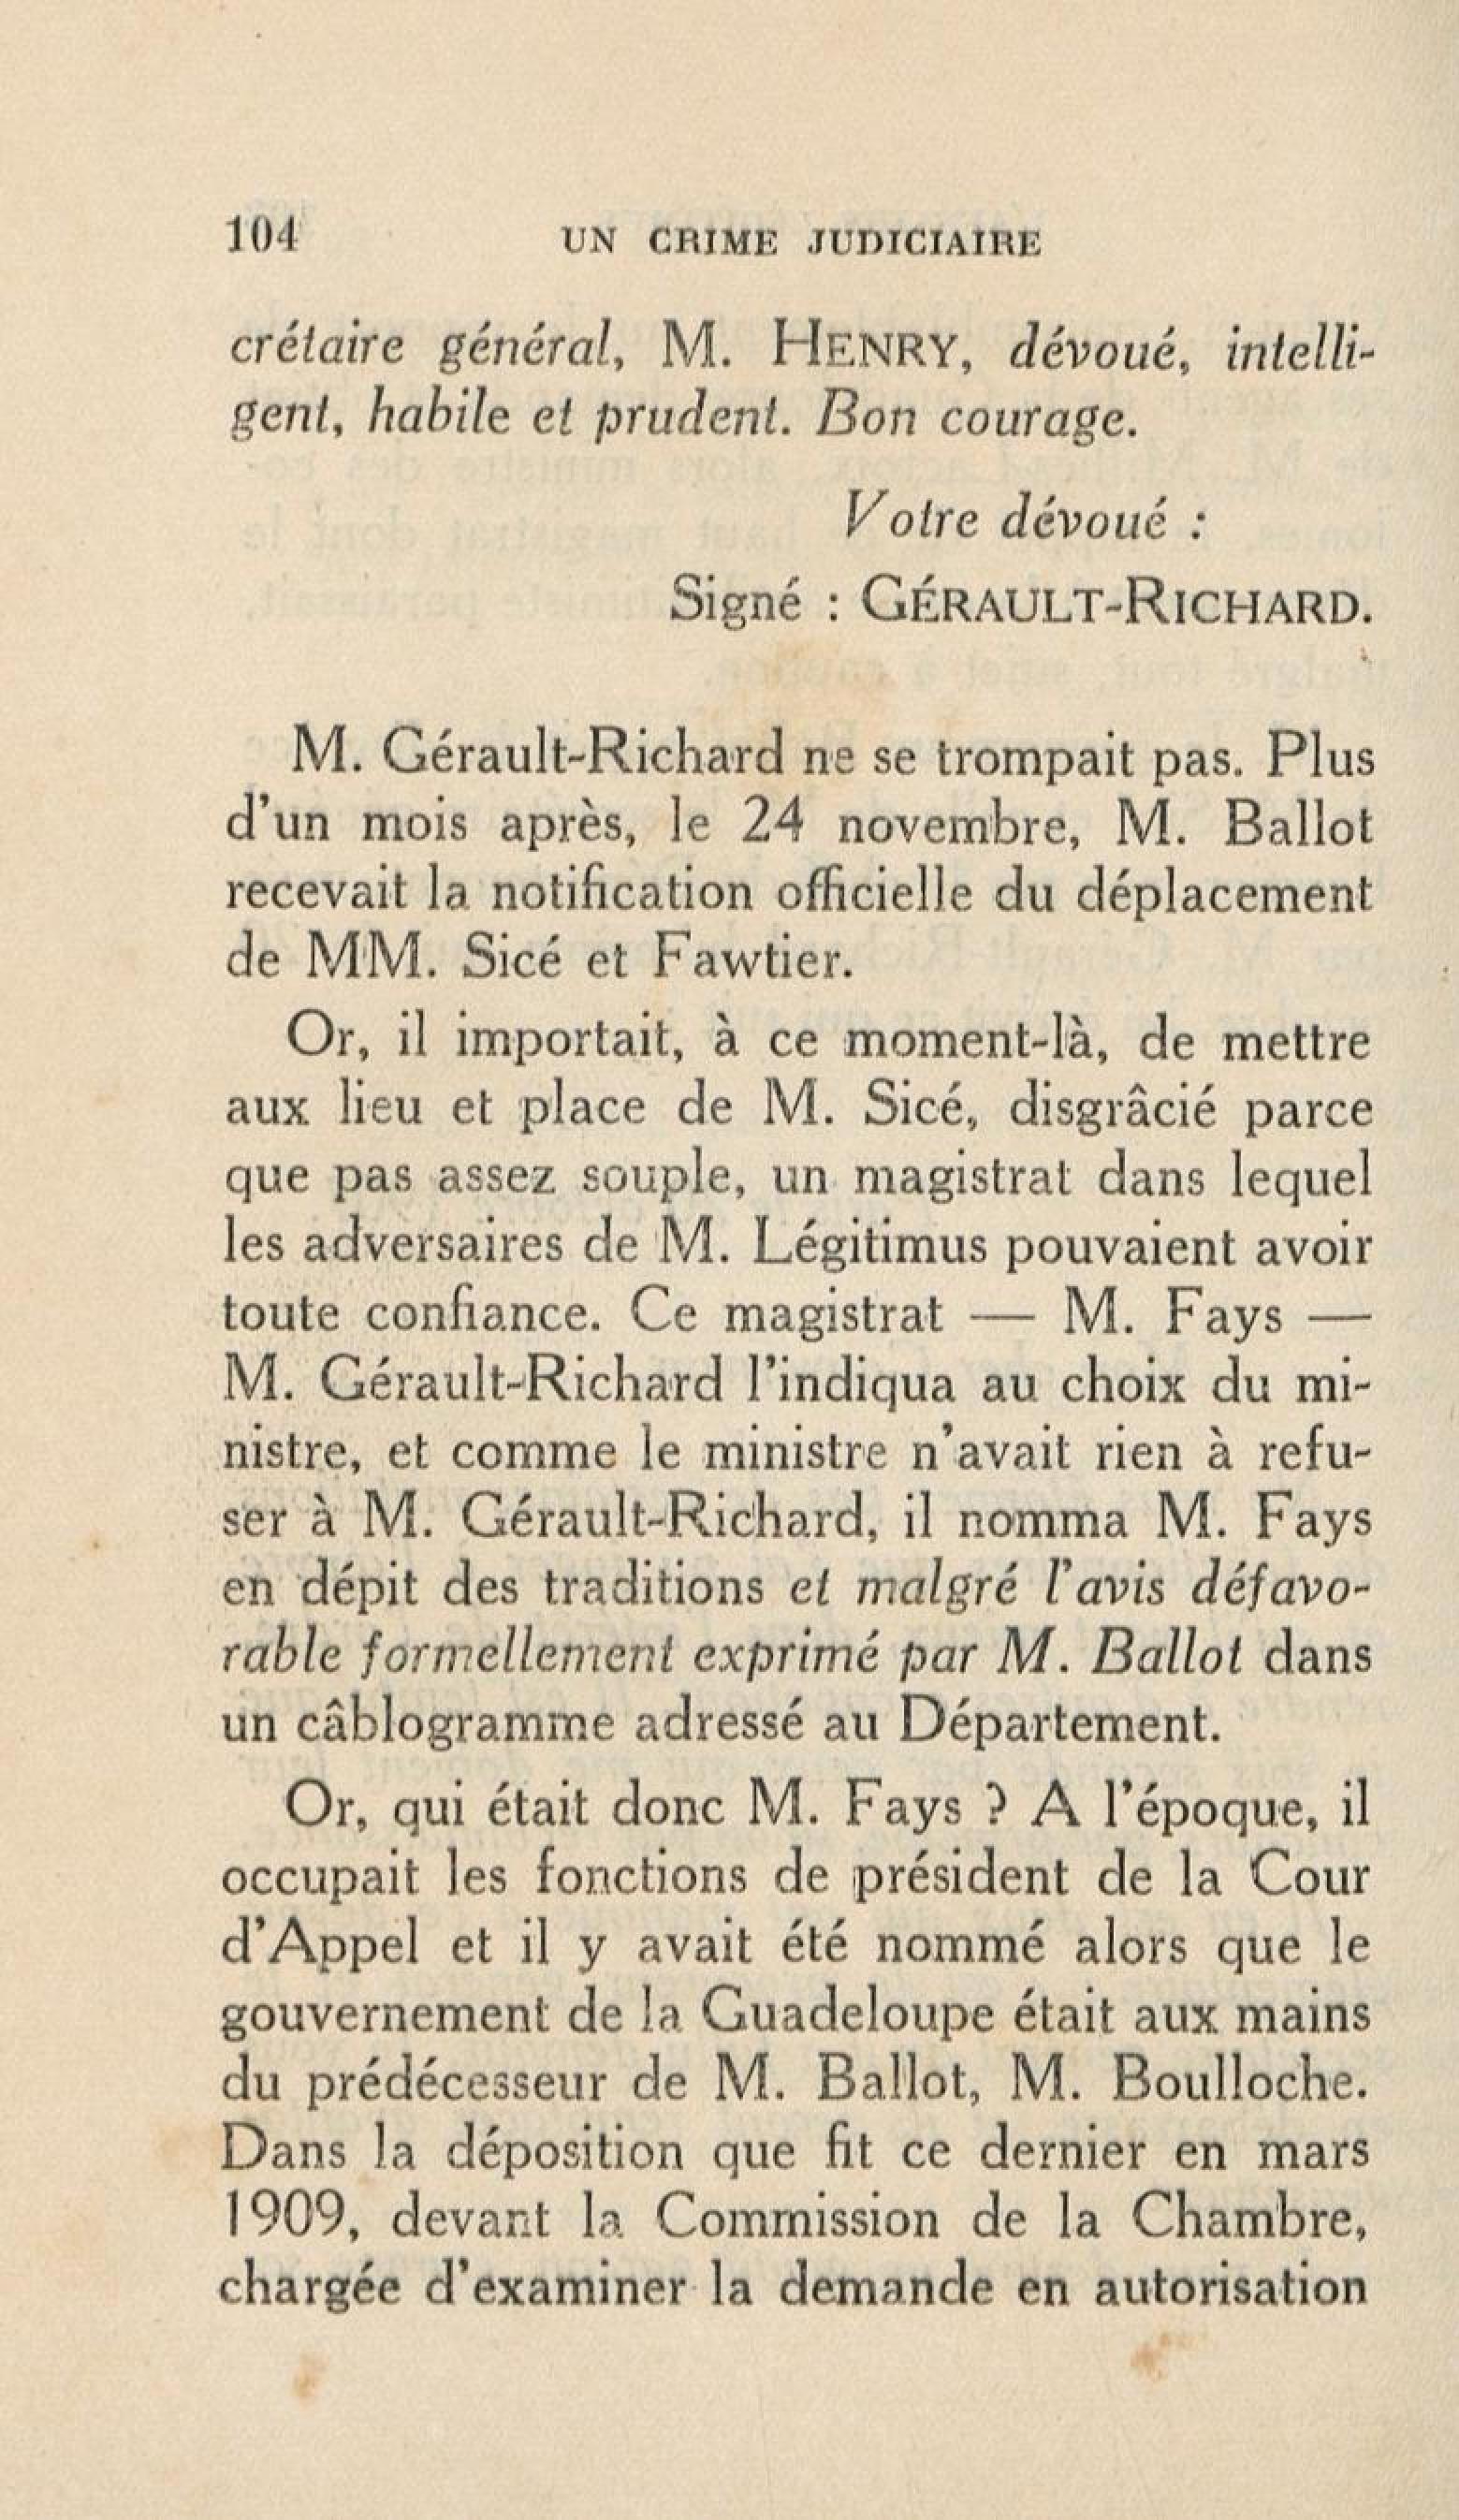 104 UN CRIME JUDICIAIRE
crétaire général, M. HENRY, dévoué, intelli-
gent, habile et prudent. Bon courage.
Votre dévoué :
Signé : GÉRAULT-RICHARD.
M. Gérault-Richard ne se trompait pas. Plus
d'un mois après, le 24 novembre, M. Ballot
recevait la notification officielle du déplacement
de MM. Sicé et Fawtier.
Or, il importait, à ce moment-là, de mettre
aux lieu et place de M. Sicé, disgrâcié parce
que pas assez souple, un magistrat dans lequel
les adversaires de M. Légitimus pouvaient avoir
toute confiance. Ce magistrat — M. Fays —
M. Gérault-Richard l'indiqua au choix du mi-
nistre, et comme le ministre n'avait rien à refu-
ser à M. Gérault-Richard, il nomma M. Fays
en dépit des traditions et malgré l'avis défavo-
rable formellement exprimé par M. Ballot dans
un câblogramme adressé au Département.
Or, qui était donc M. Fays ? A l'époque, il
occupait les fonctions de président de la Cour
d'Appel et il y avait été nommé alors que le
gouvernement de la Guadeloupe était aux mains
du prédécesseur de M. Ballot, M. Boulloche.
Dans la déposition que fit ce dernier en mars
1909, devant la Commission de la Chambre,
chargée d'examiner la demande en autorisation